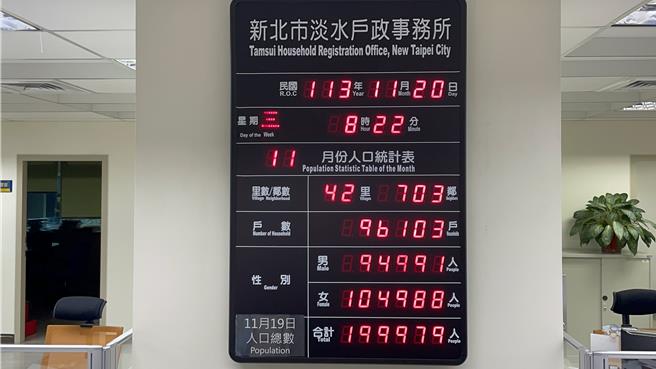 新北市淡水戶政事務所
Tamsui Household Registration Office, New Taipei City
民國 R.O.C 113 年 Year 11 月 Month 20 日 Day
星期 Day of the Week 三
8 時 Hour 22 分 Minute
11 月份人口統計表
Population Statistic Table of the Month
里數/鄰數 Village Neighborhood 42 里 703 鄰
戶數 Number of Household 96103 戶
性別 Gender
男 Male 94991 人 People
女 Female 104988 人 People
11月19日
人口總數
Population
合計 Total 199979 人 People